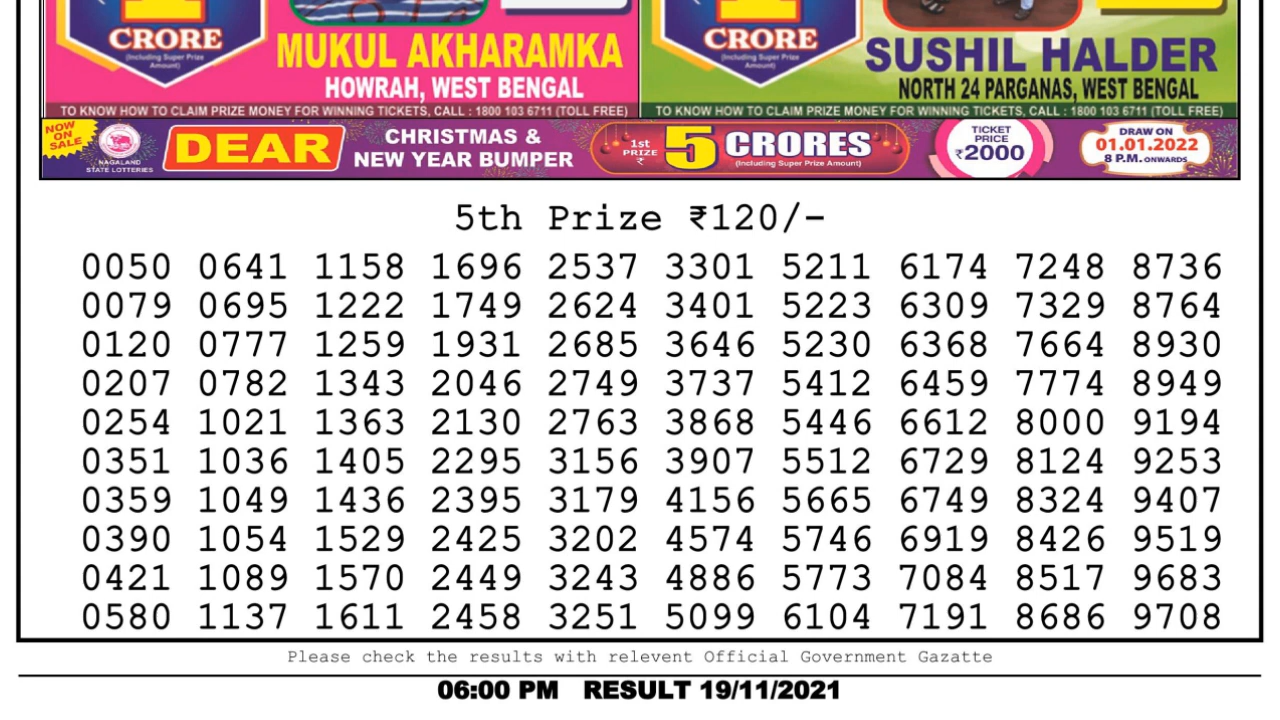 CRORE
(Including Super Prize
Amount)
MUKUL AKHARAMKA
HOWRAH, WEST BENGAL
TO KNOW HOW TO CLAIM PRIZE MONEY FOR WINNING TICKETS, CALL : 1800 103 6711 (TOLL FREE)
CRORE
(Including Super Prize
Amount)
SUSHIL HALDER
NORTH 24 PARGANAS, WEST BENGAL
TO KNOW HOW TO CLAIM PRIZE MONEY FOR WINNING TICKETS, CALL : 1800 103 6711 (TOLL FREE)
NOW
ON
SALE
NAGALAND
STATE LOTTERIES
DEAR
CHRISTMAS &
NEW YEAR BUMPER
1st
PRIZE
₹
5 CRORES
(Including Super Prize Amount)
TICKET
PRICE
₹2000
DRAW ON
01.01.2022
8 P.M. ONWARDS
5th Prize ₹120/-
0050 0641 1158 1696 2537 3301 5211 6174 7248 8736
0079 0695 1222 1749 2624 3401 5223 6309 7329 8764
0120 0777 1259 1931 2685 3646 5230 6368 7664 8930
0207 0782 1343 2046 2749 3737 5412 6459 7774 8949
0254 1021 1363 2130 2763 3868 5446 6612 8000 9194
0351 1036 1405 2295 3156 3907 5512 6729 8124 9253
0359 1049 1436 2395 3179 4156 5665 6749 8324 9407
0390 1054 1529 2425 3202 4574 5746 6919 8426 9519
0421 1089 1570 2449 3243 4886 5773 7084 8517 9683
0580 1137 1611 2458 3251 5099 6104 7191 8686 9708
Please check the results with relevent Official Government Gazatte
06:00 PM RESULT 19/11/2021